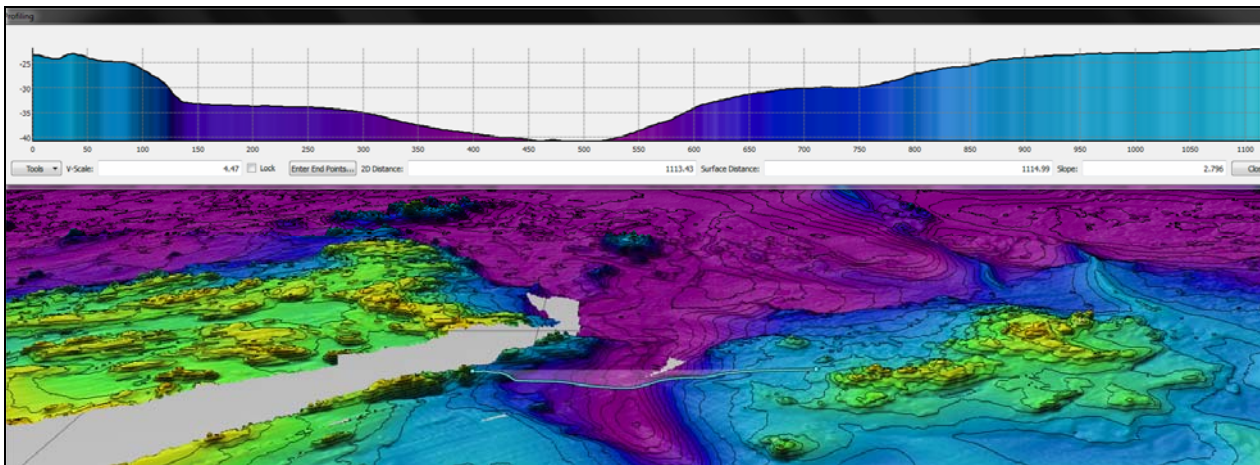 Profiling
-25
-30
-35
-40
0 50 100 150 200 250 300 350 400 450 500 550 600 650 700 750 800 850 900 950 1000 1050 1100
Tools V-Scale: 4.47 Lock Enter End Points... 2D Distance: 1113.43 Surface Distance: 1114.99 Slope: 2.796